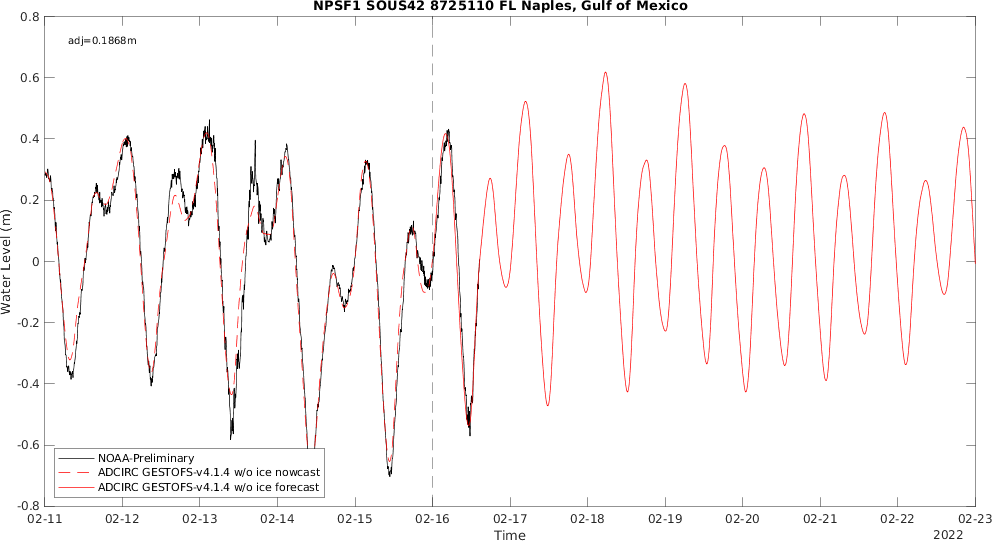 NPSF1 SOUS42 8725110 FL Naples, Gulf of Mexico
adj=0.1868m
Water Level (m)
0.8
0.6
0.4
0.2
0
-0.2
-0.4
-0.6
-0.8
NOAA-Preliminary
ADCIRC GESTOFS-v4.1.4 w/o ice nowcast
ADCIRC GESTOFS-v4.1.4 w/o ice forecast
02-11 02-12 02-13 02-14 02-15 02-16 02-17 02-18 02-19 02-20 02-21 02-22 02-23
Time
2022